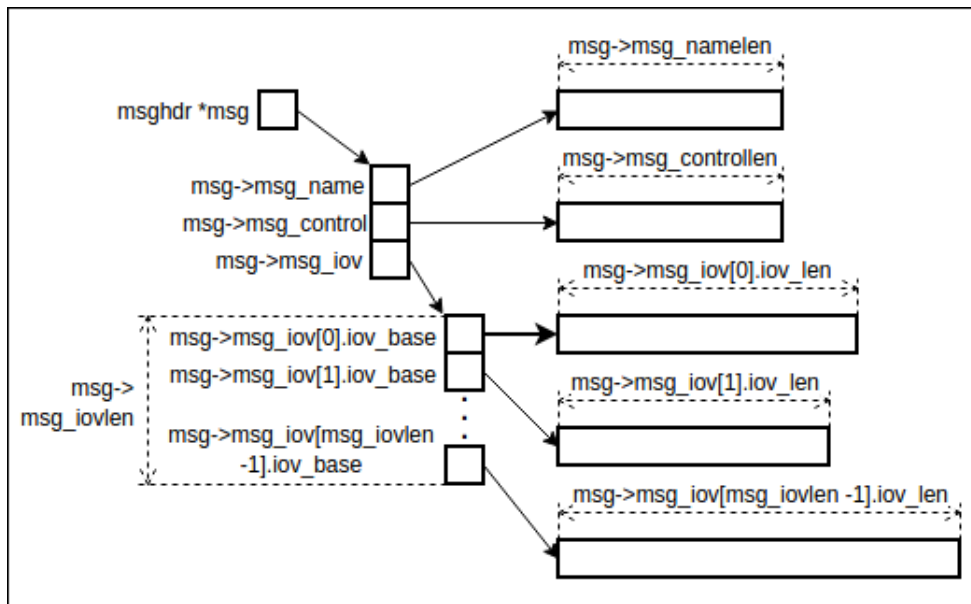 msg->msg_namelen
msghdr *msg
msg->msg_controllen
msg->msg_name
msg->msg_control
msg->msg_iov
msg->msg_iov[0].iov_len
msg->msg_iov[0].iov_base
msg->msg_iov[1].iov_base
msg->
msg_iovlen
msg->msg_iov[1].iov_len
msg->msg_iov[msg_iovlen
-1].iov_base
msg->msg_iov[msg_iovlen -1].iov_len